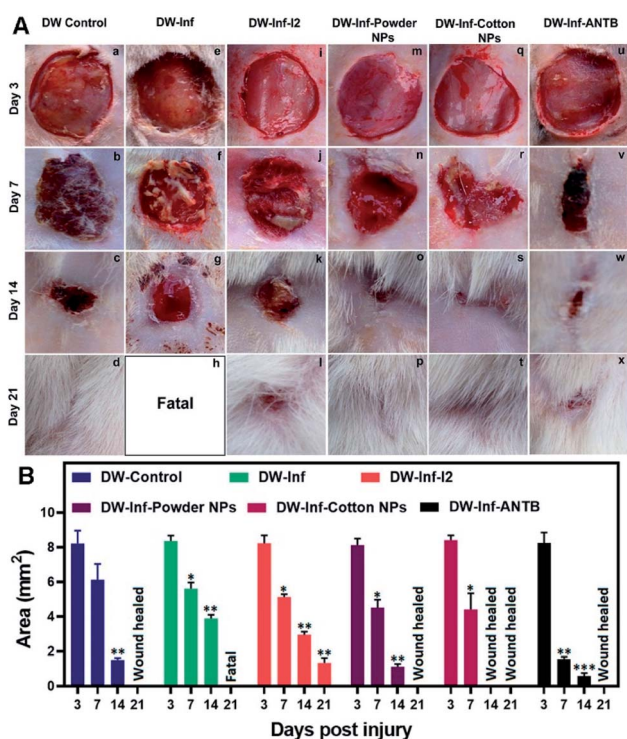 A
DW Control DW-Inf DW-Inf-I2 DW-Inf-Powder NPs DW-Inf-Cotton NPs DW-Inf-ANTB
Day 3 a e i m q u
Day 7 b f j n r v
Day 14 c g k o s w
Day 21 d h l p t x
Fatal
B
DW-Control DW-Inf DW-Inf-I2
DW-Inf-Powder NPs DW-Inf-Cotton NPs DW-Inf-ANTB
Area (mm2)
8
6
4
2
0
** Wound healed
* ** Fatal
* ** **
* ** Wound healed
* Wound healed Wound healed
** *** Wound healed
3 7 14 21 3 7 14 21 3 7 14 21 3 7 14 21 3 7 14 21 3 7 14 21
Days post injury